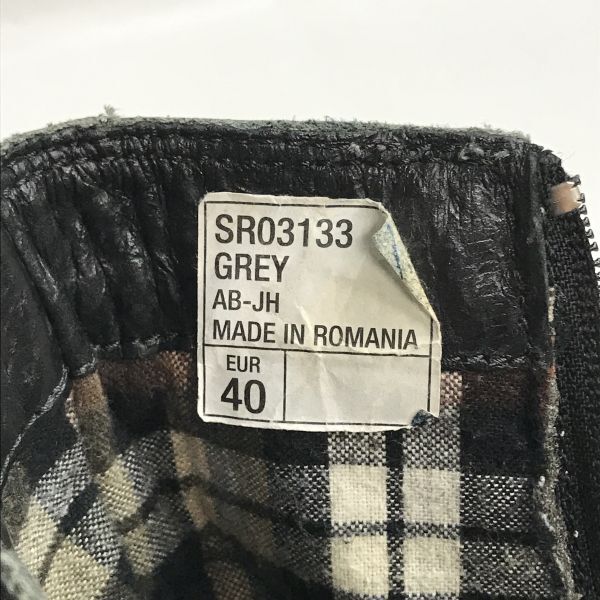 SR03133
GREY
AB-JH
MADE IN ROMANIA
EUR
40